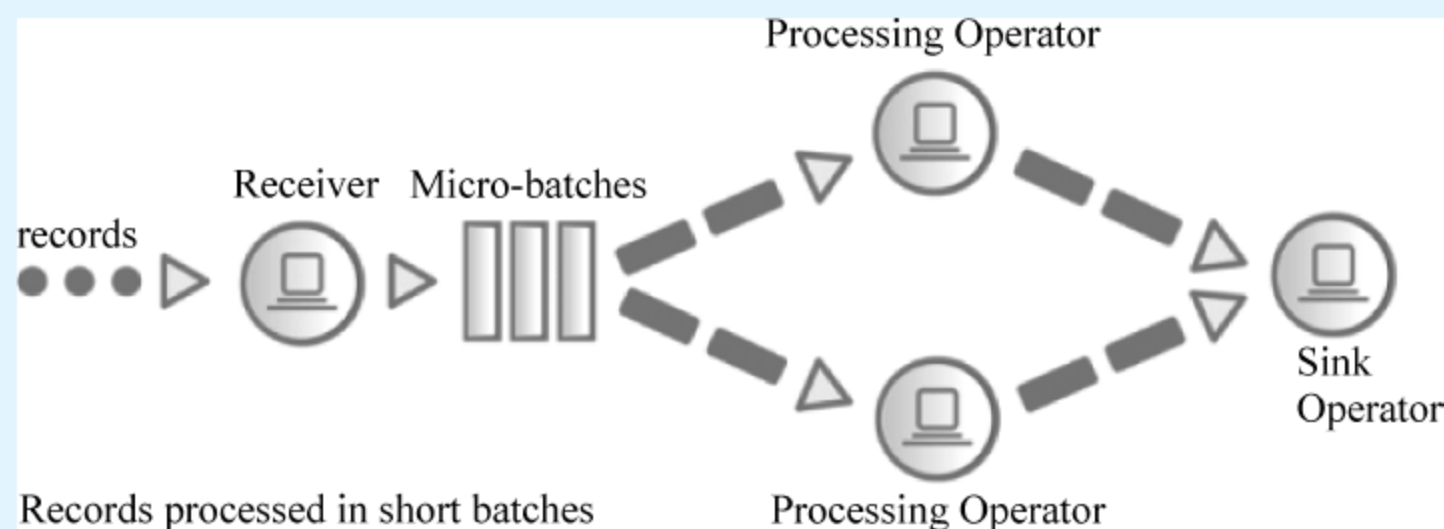 Processing Operator
Receiver
Micro-batches
records
Sink
Operator
Records processed in short batches
Processing Operator